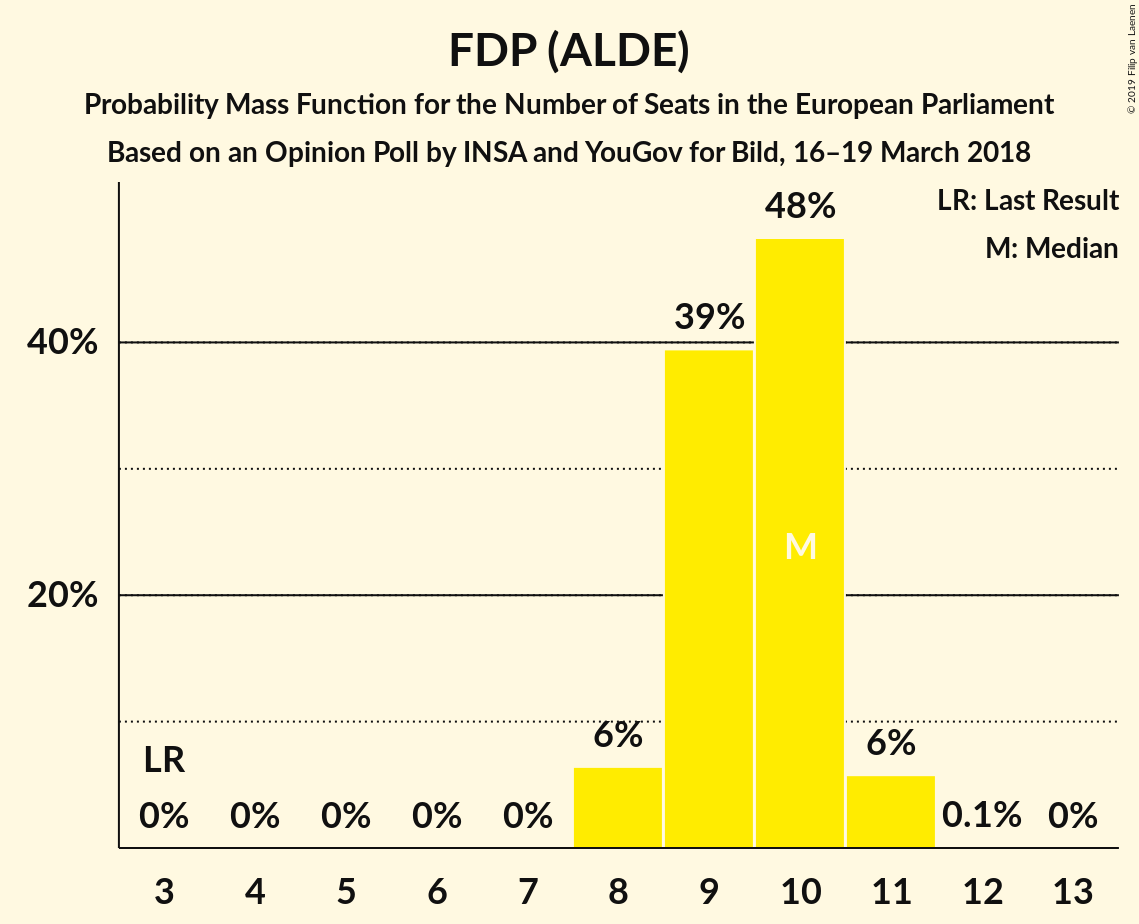 FDP (ALDE)
Probability Mass Function for the Number of Seats in the European Parliament
Based on an Opinion Poll by INSA and YouGov for Bild, 16–19 March 2018
© 2019 Filip van Laenen
LR: Last Result
M: Median
48%
39%
40%
M
20%
6%
6%
LR
0% 0% 0% 0% 0% 0.1% 0%
3 4 5 6 7 8 9 10 11 12 13